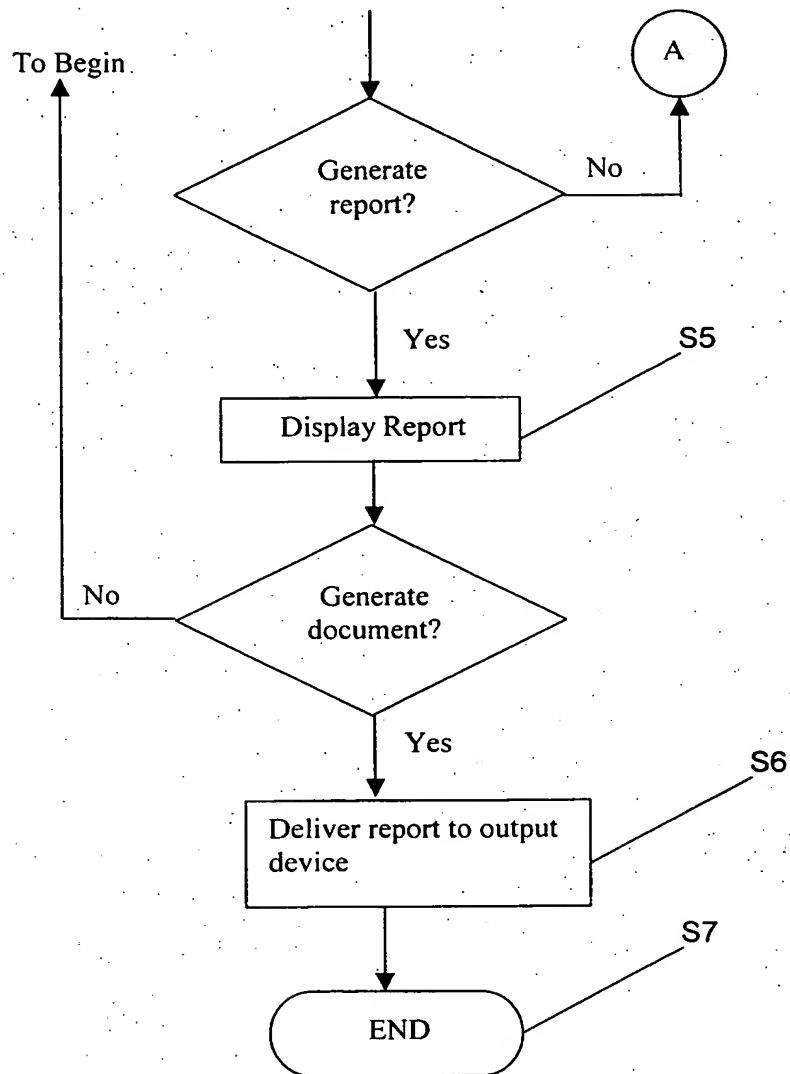 To Begin
A
Generate
report?
No
Yes
S5
Display Report
No
Generate
document?
Yes
S6
Deliver report to output
device
S7
END